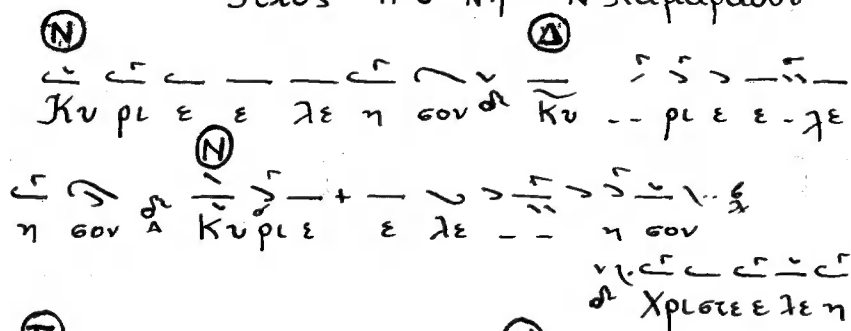 Ν Δ
Κυ ρι ε ε λε η σον Κυ -- ρι ε ε - λε
Ν
η σον Κυ ρι ε ε λε -- η σον
Χριστε ε λε η